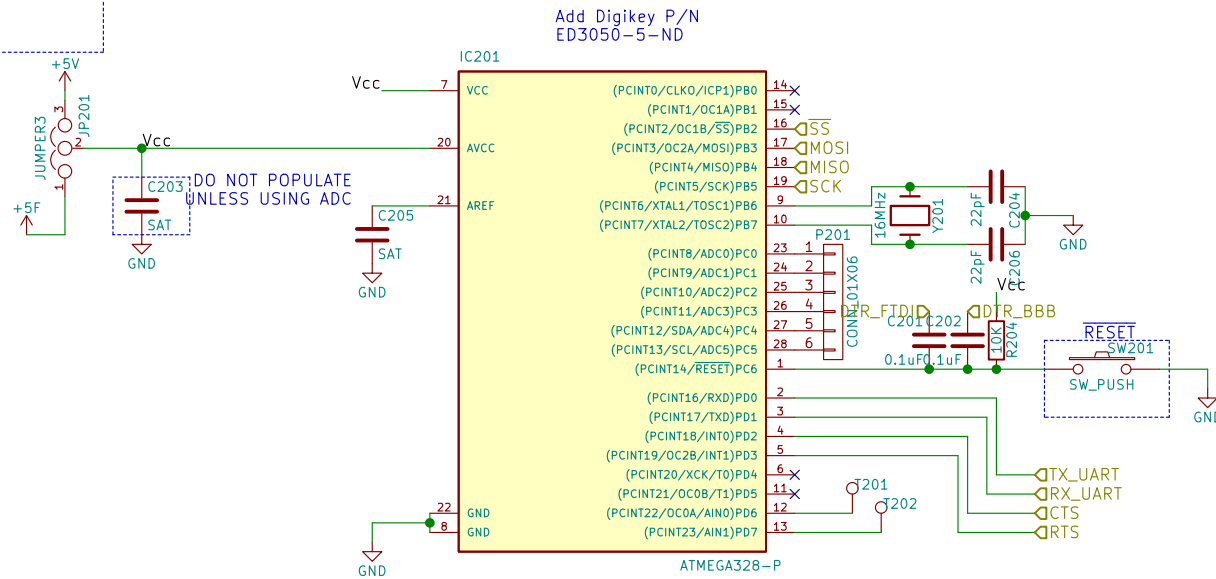 Add Digikey P/N
ED3050-5-ND
IC201
+5V
3
JP201
JUMPER3
2
1
+5F
Vcc
C203
SAT
GND
DO NOT POPULATE
UNLESS USING ADC
Vcc
7 VCC
20 AVCC
21 AREF
C205
SAT
GND
22 GND
8 GND
GND
(PCINT0/CLKO/ICP1)PB0 14
(PCINT1/OC1A)PB1 15
(PCINT2/OC1B/SS)PB2 16 SS
(PCINT3/OC2A/MOSI)PB3 17 MOSI
(PCINT4/MISO)PB4 18 MISO
(PCINT5/SCK)PB5 19 SCK
(PCINT6/XTAL1/TOSC1)PB6 9
(PCINT7/XTAL2/TOSC2)PB7 10
(PCINT8/ADC0)PC0 23 1
(PCINT9/ADC1)PC1 24 2
(PCINT10/ADC2)PC2 25 3
(PCINT11/ADC3)PC3 26 4
(PCINT12/SDA/ADC4)PC4 27 5
(PCINT13/SCL/ADC5)PC5 28 6
(PCINT14/RESET)PC6 1
(PCINT16/RXD)PD0 2
(PCINT17/TXD)PD1 3
(PCINT18/INT0)PD2 4
(PCINT19/OC2B/INT1)PD3 5
(PCINT20/XCK/T0)PD4 6
(PCINT21/OC0B/T1)PD5 11
(PCINT22/OC0A/AIN0)PD6 12
(PCINT23/AIN1)PD7 13
ATMEGA328-P
P201
CONN_01X06
16MHz
Y201
22pF
C204
22pF
C206
GND
Vcc
DTR_FTDI
DTR_BBB
C201
C202
0.1uF
0.1uF
10K
R204
RESET
SW201
SW_PUSH
GND
T201
T202
TX_UART
RX_UART
CTS
RTS